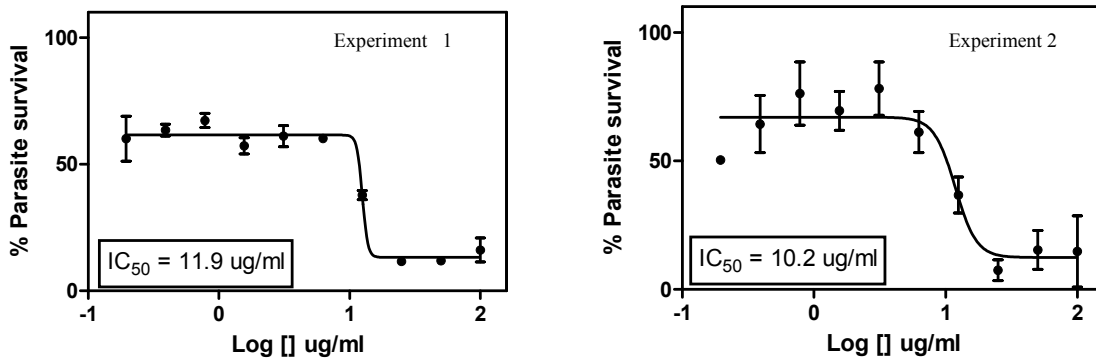 100
50
0
% Parasite survival
Experiment 1
IC50 = 11.9 ug/ml
-1 0 1 2
Log [] ug/ml
100
50
0
% Parasite survival
Experiment 2
IC50 = 10.2 ug/ml
-1 0 1 2
Log [] ug/ml